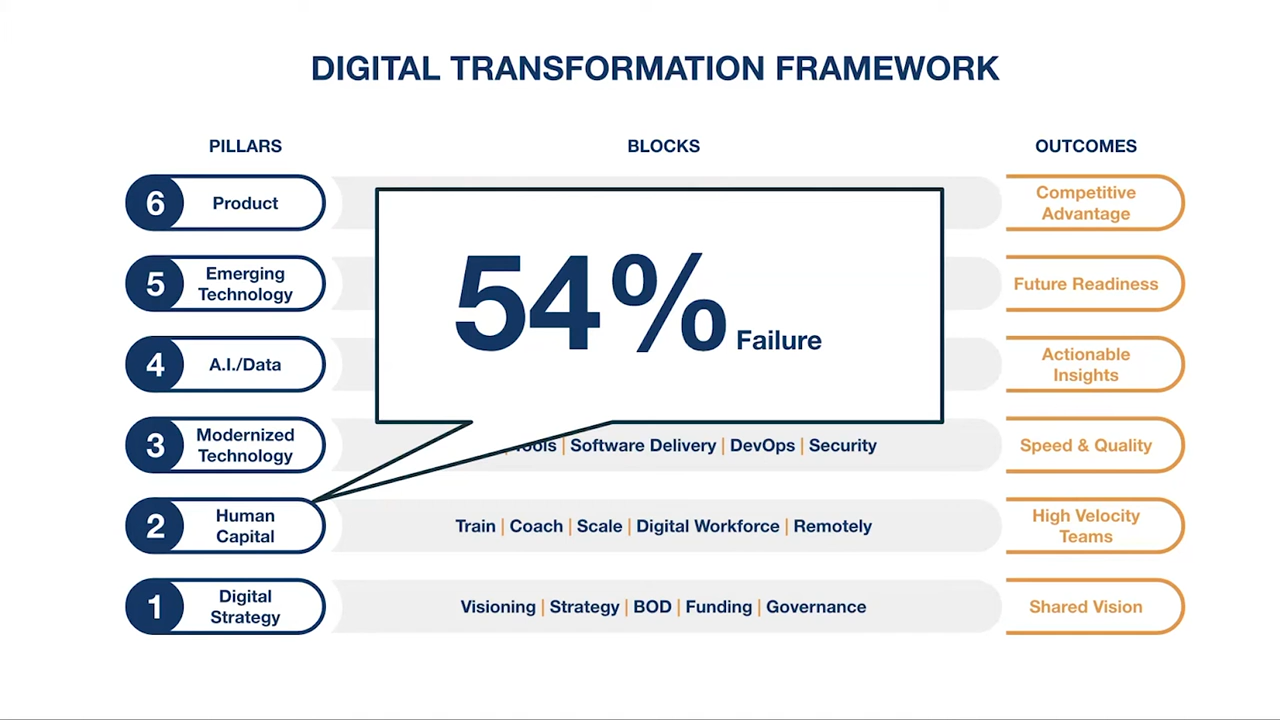 DIGITAL TRANSFORMATION FRAMEWORK
PILLARS
BLOCKS
OUTCOMES
6
Product
Competitive
Advantage
5
Emerging
Technology
Future Readiness
4
A.I./Data
Actionable
Insights
54% Failure
3
Modernized
Technology
Tools | Software Delivery | DevOps | Security
Speed & Quality
2
Human
Capital
Train | Coach | Scale | Digital Workforce | Remotely
High Velocity
Teams
1
Digital
Strategy
Visioning | Strategy | BOD | Funding | Governance
Shared Vision